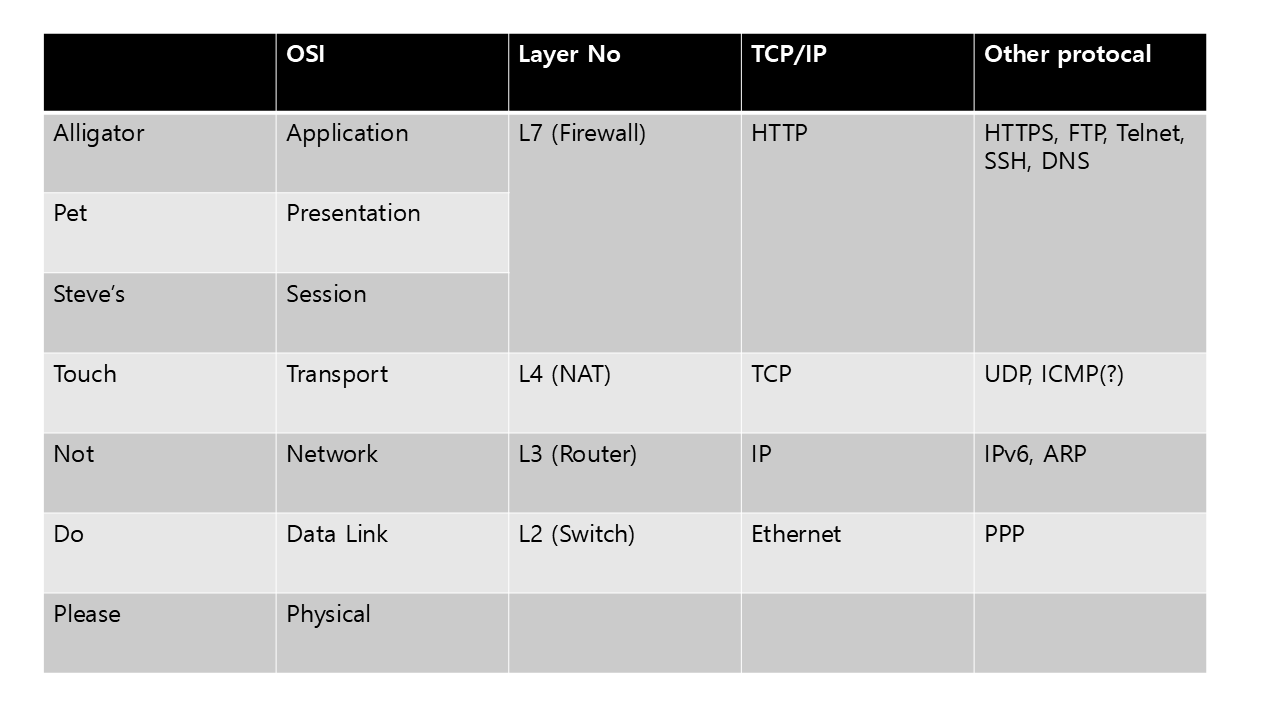 OSI
Layer No
TCP/IP
Other protocal
Alligator
Application
L7 (Firewall)
HTTP
HTTPS, FTP, Telnet,
SSH, DNS
Pet
Presentation
Steve’s
Session
Touch
Transport
L4 (NAT)
TCP
UDP, ICMP(?)
Not
Network
L3 (Router)
IP
IPv6, ARP
Do
Data Link
L2 (Switch)
Ethernet
PPP
Please
Physical